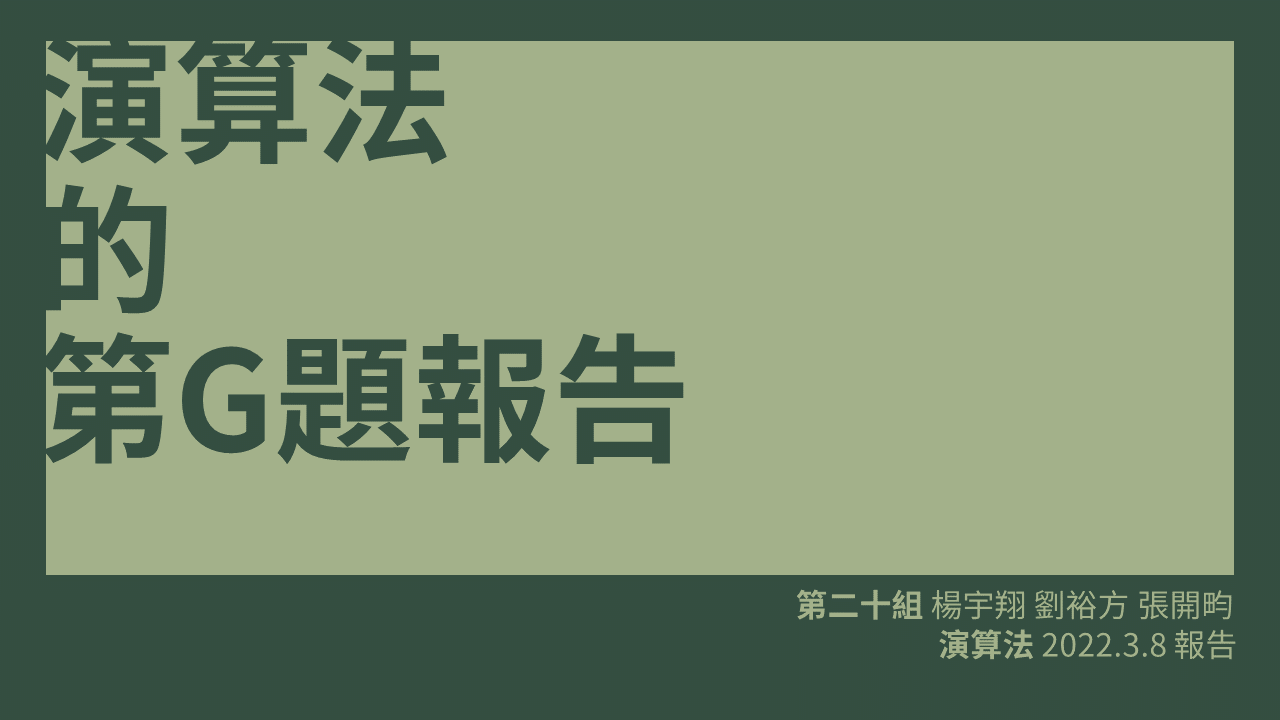 演算法
的
第G題報告
第二十組 楊宇翔 劉裕方 張開畇
演算法 2022.3.8 報告